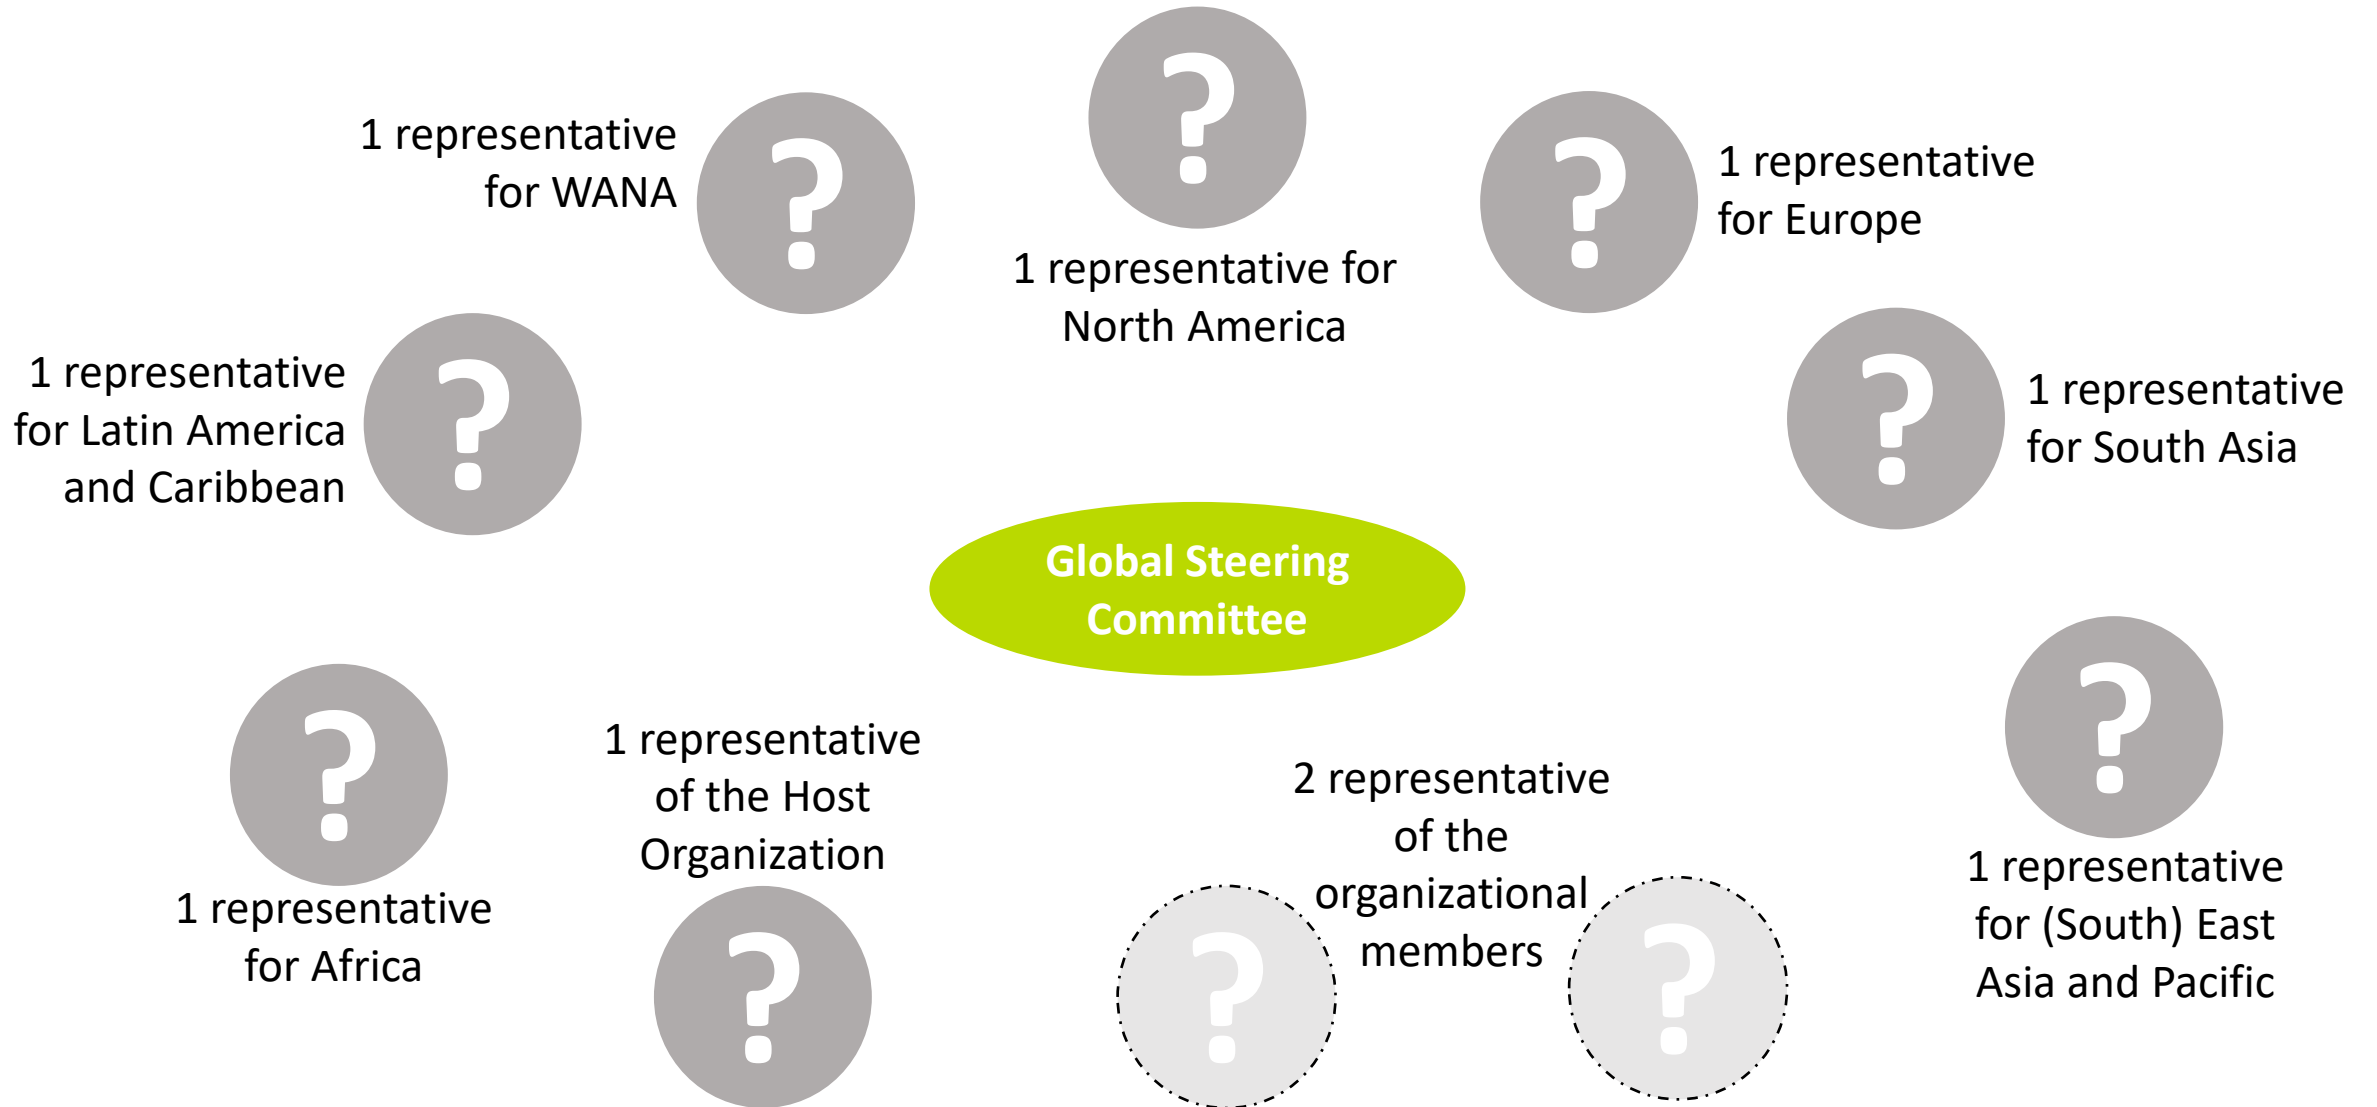 ?
1 representative
for WANA
?
1 representative for
North America
?
1 representative
for Europe
?
1 representative
for Latin America
and Caribbean
?
1 representative
for South Asia
?
Global Steering
Committee
?
1 representative
for Africa
1 representative
of the Host
Organization
?
2 representative
of the
organizational
members
?
?
?
1 representative
for (South) East
Asia and Pacific